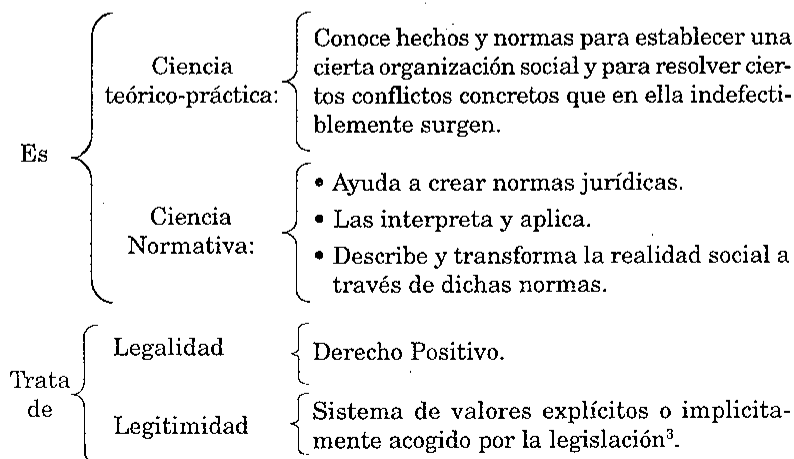 Es
Ciencia
teórico-práctica:
Conoce hechos y normas para establecer una
cierta organización social y para resolver cier-
tos conflictos concretos que en ella indefecti-
blemente surgen.
Ciencia
Normativa:
• Ayuda a crear normas jurídicas.
• Las interpreta y aplica.
• Describe y transforma la realidad social a
través de dichas normas.
Trata
de
Legalidad
Derecho Positivo.
Legitimidad
Sistema de valores explícitos o implicita-
mente acogido por la legislación³.